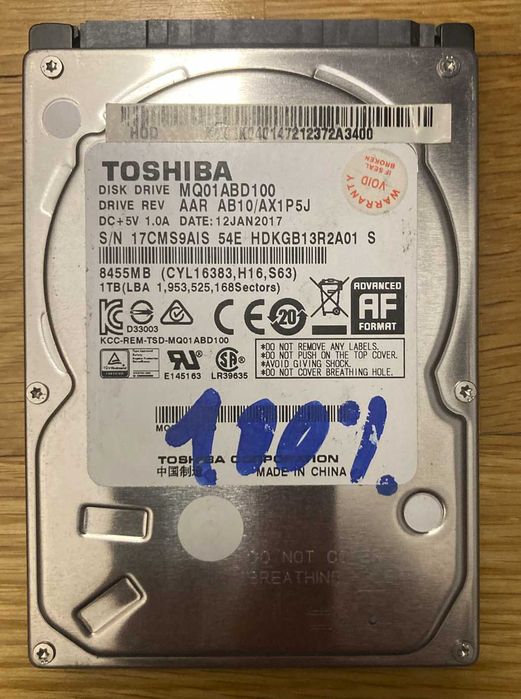 HDD K040147212372A3400
WARRANTY
VOID
IF SEAL
BROKEN
TOSHIBA
DISK DRIVE MQ01ABD100
DRIVE REV AAR AB10/AX1P5J
DC+5V 1.0A DATE:12JAN2017
S/N 17CMS9AIS 54E HDKGB13R2A01 S
8455MB (CYL16383,H16,S63)
1TB(LBA 1,953,525,168Sectors)
D33003
KCC-REM-TSD-MQ01ABD100
CE 20
ADVANCED
AF
FORMAT
E145163
LR39635
*DO NOT REMOVE ANY LABELS.
*DO NOT PUSH ON THE TOP COVER.
*AVOID GIVING SHOCK.
*DO NOT COVER BREATHING HOLE.
100%
TOSHIBA CORPORATION
中国制造 MADE IN CHINA
DO NOT COVER
BREATHING